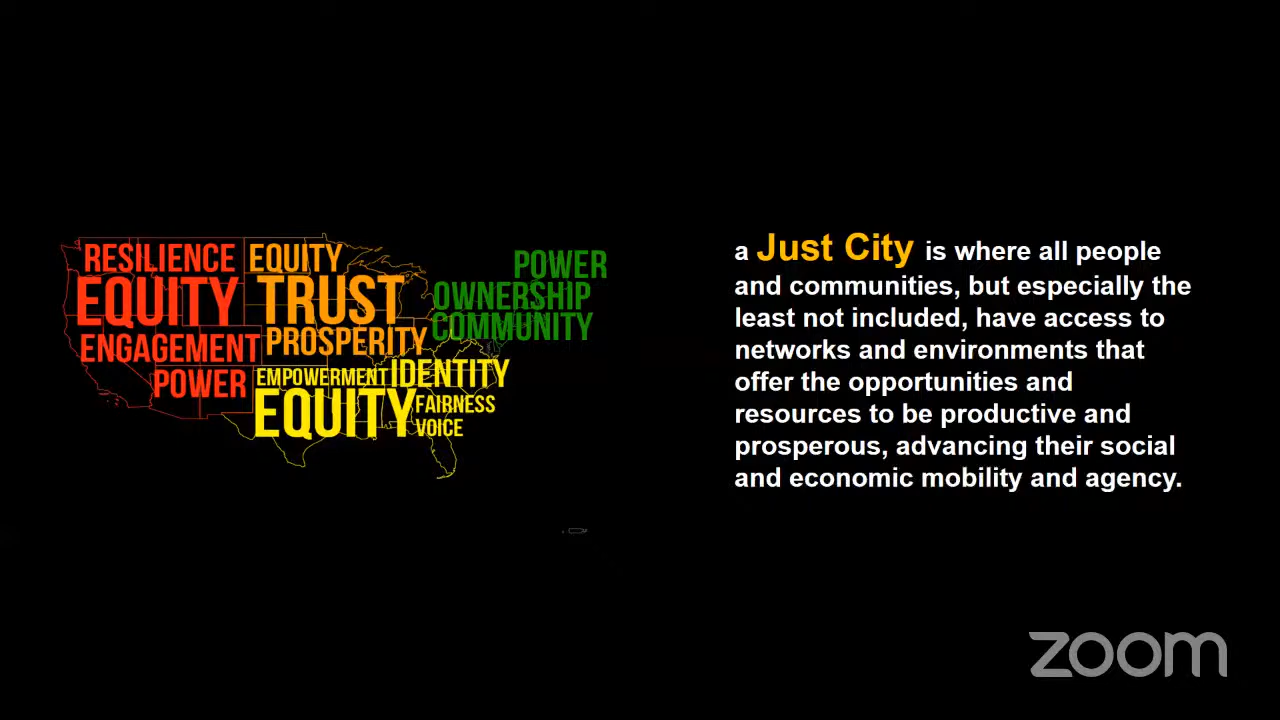 RESILIENCE
EQUITY
ENGAGEMENT
POWER
EQUITY
TRUST
PROSPERITY
EMPOWERMENT IDENTITY
EQUITY
FAIRNESS
VOICE
POWER
OWNERSHIP
COMMUNITY
a Just City is where all people
and communities, but especially the
least not included, have access to
networks and environments that
offer the opportunities and
resources to be productive and
prosperous, advancing their social
and economic mobility and agency.
zoom